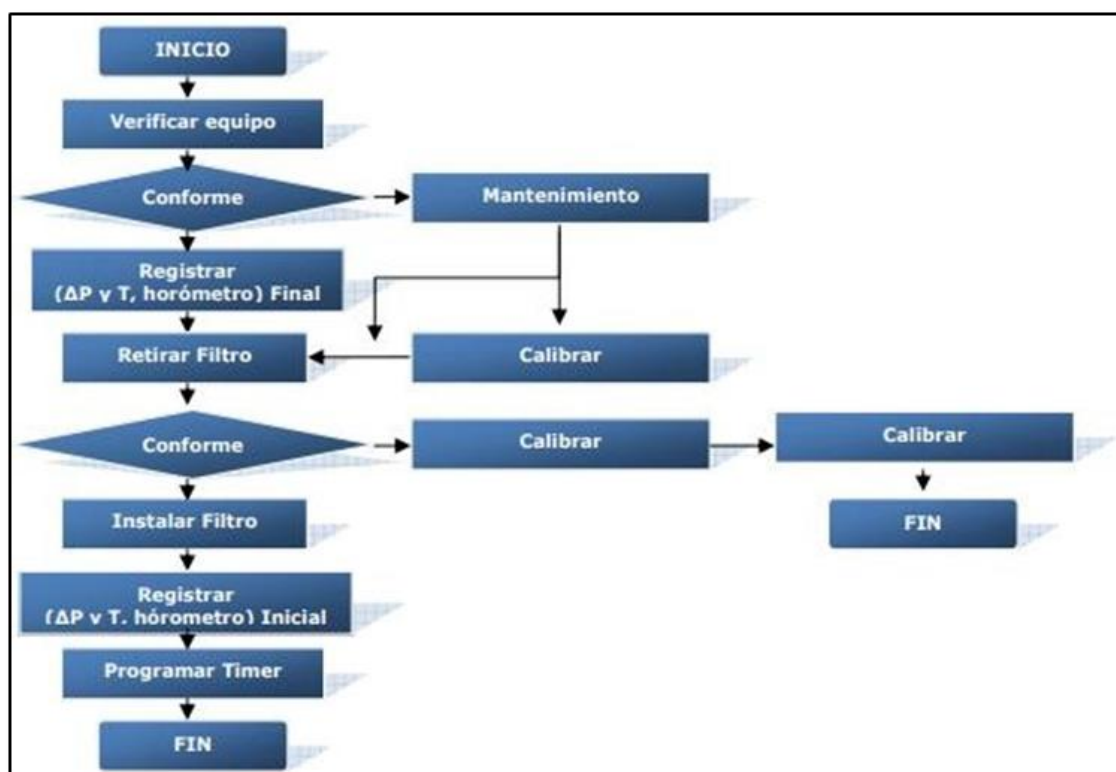 INICIO
Verificar equipo
Conforme
Mantenimiento
Registrar
(ΔP y T, horómetro) Final
Retirar Filtro
Calibrar
Conforme
Calibrar
Calibrar
Instalar Filtro
FIN
Registrar
(ΔP y T. hórometro) Inicial
Programar Timer
FIN